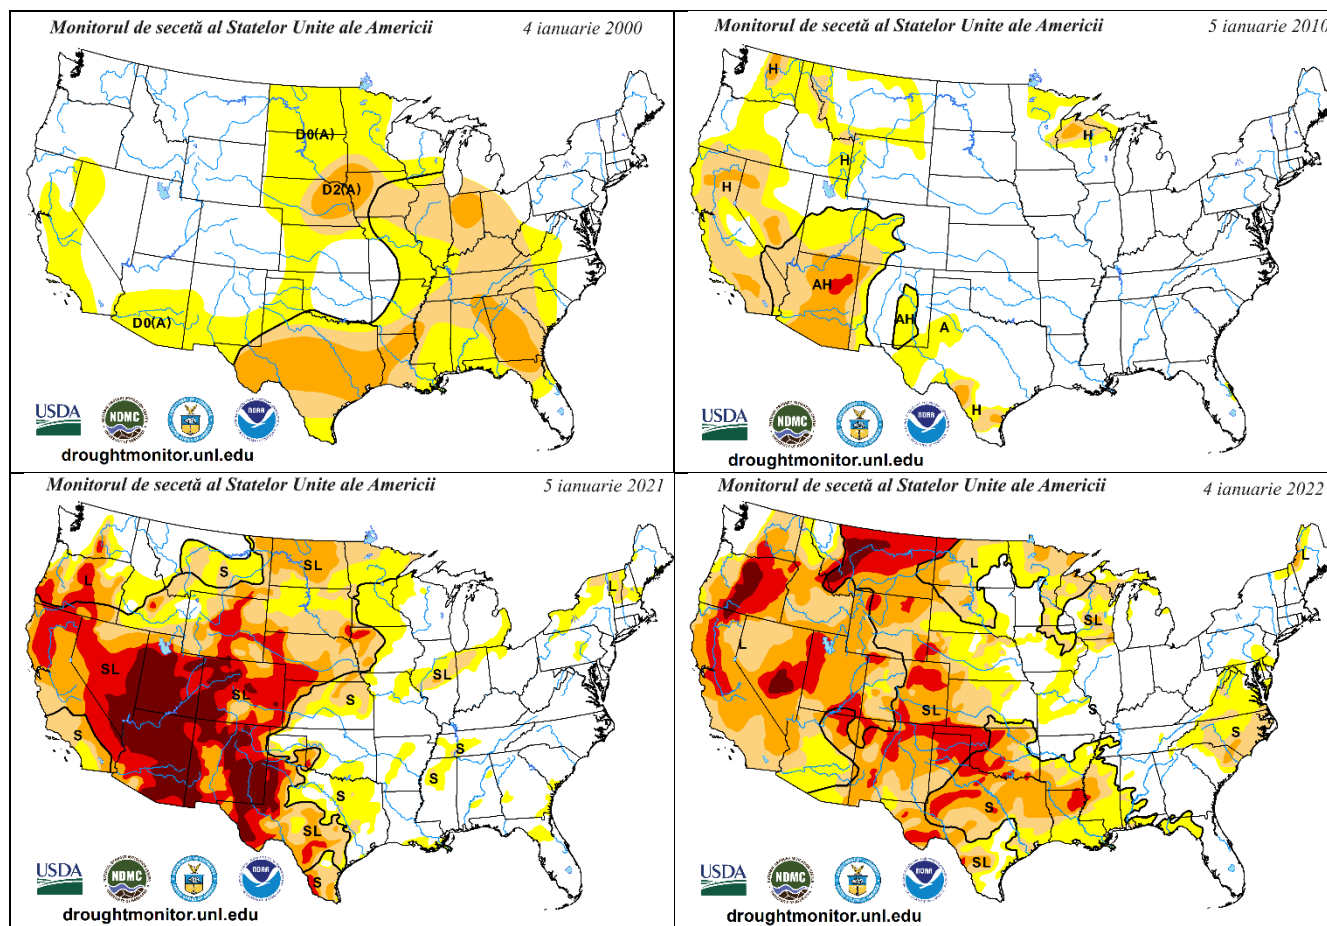 Monitorul de secetă al Statelor Unite ale Americii
4 ianuarie 2000
D0(A)
D2(A)
D0(A)
USDA
NDMC
NOAA
droughtmonitor.unl.edu
Monitorul de secetă al Statelor Unite ale Americii
5 ianuarie 2010
H
H
H
H
AH
AH
A
H
USDA
NDMC
NOAA
droughtmonitor.unl.edu
Monitorul de secetă al Statelor Unite ale Americii
5 ianuarie 2021
SL
S
L
L
SL
SL
SL
S
S
S
S
S
SL
S
USDA
NDMC
NOAA
droughtmonitor.unl.edu
Monitorul de secetă al Statelor Unite ale Americii
4 ianuarie 2022
L
L
SL
L
SL
S
S
S
SL
USDA
NDMC
NOAA
droughtmonitor.unl.edu